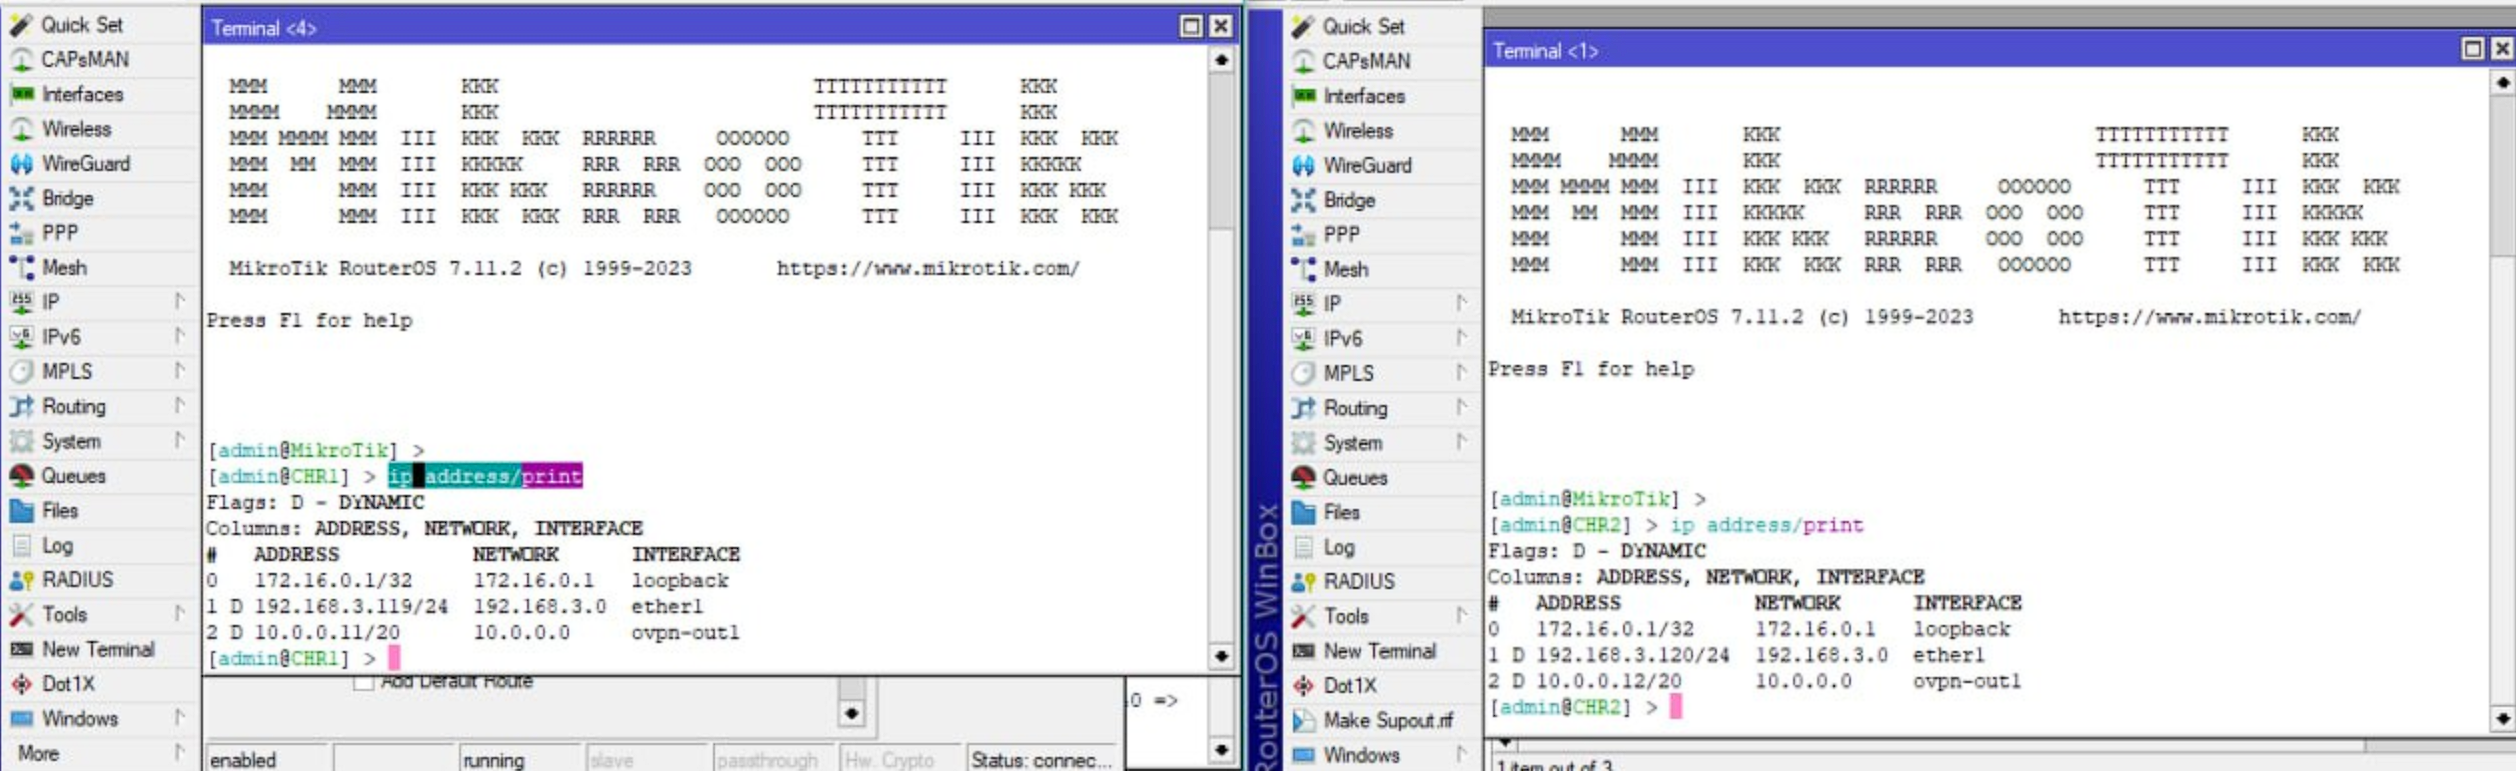 Quick Set
CAPsMAN
Interfaces
Wireless
WireGuard
Bridge
PPP
Mesh
IP
IPv6
MPLS
Routing
System
Queues
Files
Log
RADIUS
Tools
New Terminal
Dot1X
Windows
More
Terminal <4>
MMM      MMM       KKK                          TTTTTTTTTTT      KKK
MMMM    MMMM       KKK                          TTTTTTTTTTT      KKK
MMM MMMM MMM  III  KKK  KKK  RRRRRR     OOOOOO      TTT     III  KKK  KKK
MMM  MM  MMM  III  KKKKK     RRR  RRR  OOO  OOO     TTT     III  KKKKK
MMM      MMM  III  KKK KKK   RRRRRR    OOO  OOO     TTT     III  KKK KKK
MMM      MMM  III  KKK  KKK  RRR  RRR   OOOOOO      TTT     III  KKK  KKK
MikroTik RouterOS 7.11.2 (c) 1999-2023       https://www.mikrotik.com/
Press F1 for help
[admin@MikroTik] >
[admin@CHR1] > ip address/print
Flags: D - DYNAMIC
Columns: ADDRESS, NETWORK, INTERFACE
#   ADDRESS           NETWORK      INTERFACE
0   172.16.0.1/32     172.16.0.1   loopback
1 D 192.168.3.119/24  192.168.3.0  ether1
2 D 10.0.0.11/20      10.0.0.0     ovpn-out1
[admin@CHR1] >
Add Default Route
0 =>
enabled running slave passthrough Hw. Crypto Status: connec...
RouterOS WinBox
Quick Set
CAPsMAN
Interfaces
Wireless
WireGuard
Bridge
PPP
Mesh
IP
IPv6
MPLS
Routing
System
Queues
Files
Log
RADIUS
Tools
New Terminal
Dot1X
Make Supout.rif
Windows
Terminal <1>
MMM      MMM       KKK                          TTTTTTTTTTT      KKK
MMMM    MMMM       KKK                          TTTTTTTTTTT      KKK
MMM MMMM MMM  III  KKK  KKK  RRRRRR     OOOOOO      TTT     III  KKK  KKK
MMM  MM  MMM  III  KKKKK     RRR  RRR  OOO  OOO     TTT     III  KKKKK
MMM      MMM  III  KKK KKK   RRRRRR    OOO  OOO     TTT     III  KKK KKK
MMM      MMM  III  KKK  KKK  RRR  RRR   OOOOOO      TTT     III  KKK  KKK
MikroTik RouterOS 7.11.2 (c) 1999-2023       https://www.mikrotik.com/
Press F1 for help
[admin@MikroTik] >
[admin@CHR2] > ip address/print
Flags: D - DYNAMIC
Columns: ADDRESS, NETWORK, INTERFACE
#   ADDRESS           NETWORK      INTERFACE
0   172.16.0.1/32     172.16.0.1   loopback
1 D 192.168.3.120/24  192.168.3.0  ether1
2 D 10.0.0.12/20      10.0.0.0     ovpn-out1
[admin@CHR2] >
1 item out of 3